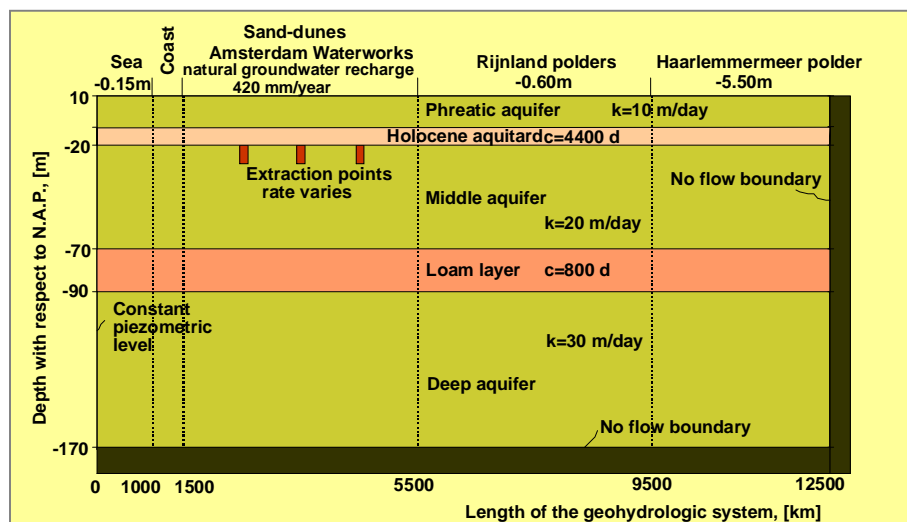 Sea
-0.15m
Coast
Sand-dunes
Amsterdam Waterworks
natural groundwater recharge
420 mm/year
Rijnland polders
-0.60m
Haarlemmermeer polder
-5.50m
10
Phreatic aquifer k=10 m/day
Holocene aquitard c=4400 d
-20
Extraction points
rate varies
No flow boundary
Middle aquifer
k=20 m/day
-70
Loam layer c=800 d
-90
Constant
piezometric
level
k=30 m/day
Deep aquifer
No flow boundary
-170
Depth with respect to N.A.P., [m]
0 1000 1500 5500 9500 12500
Length of the geohydrologic system, [km]